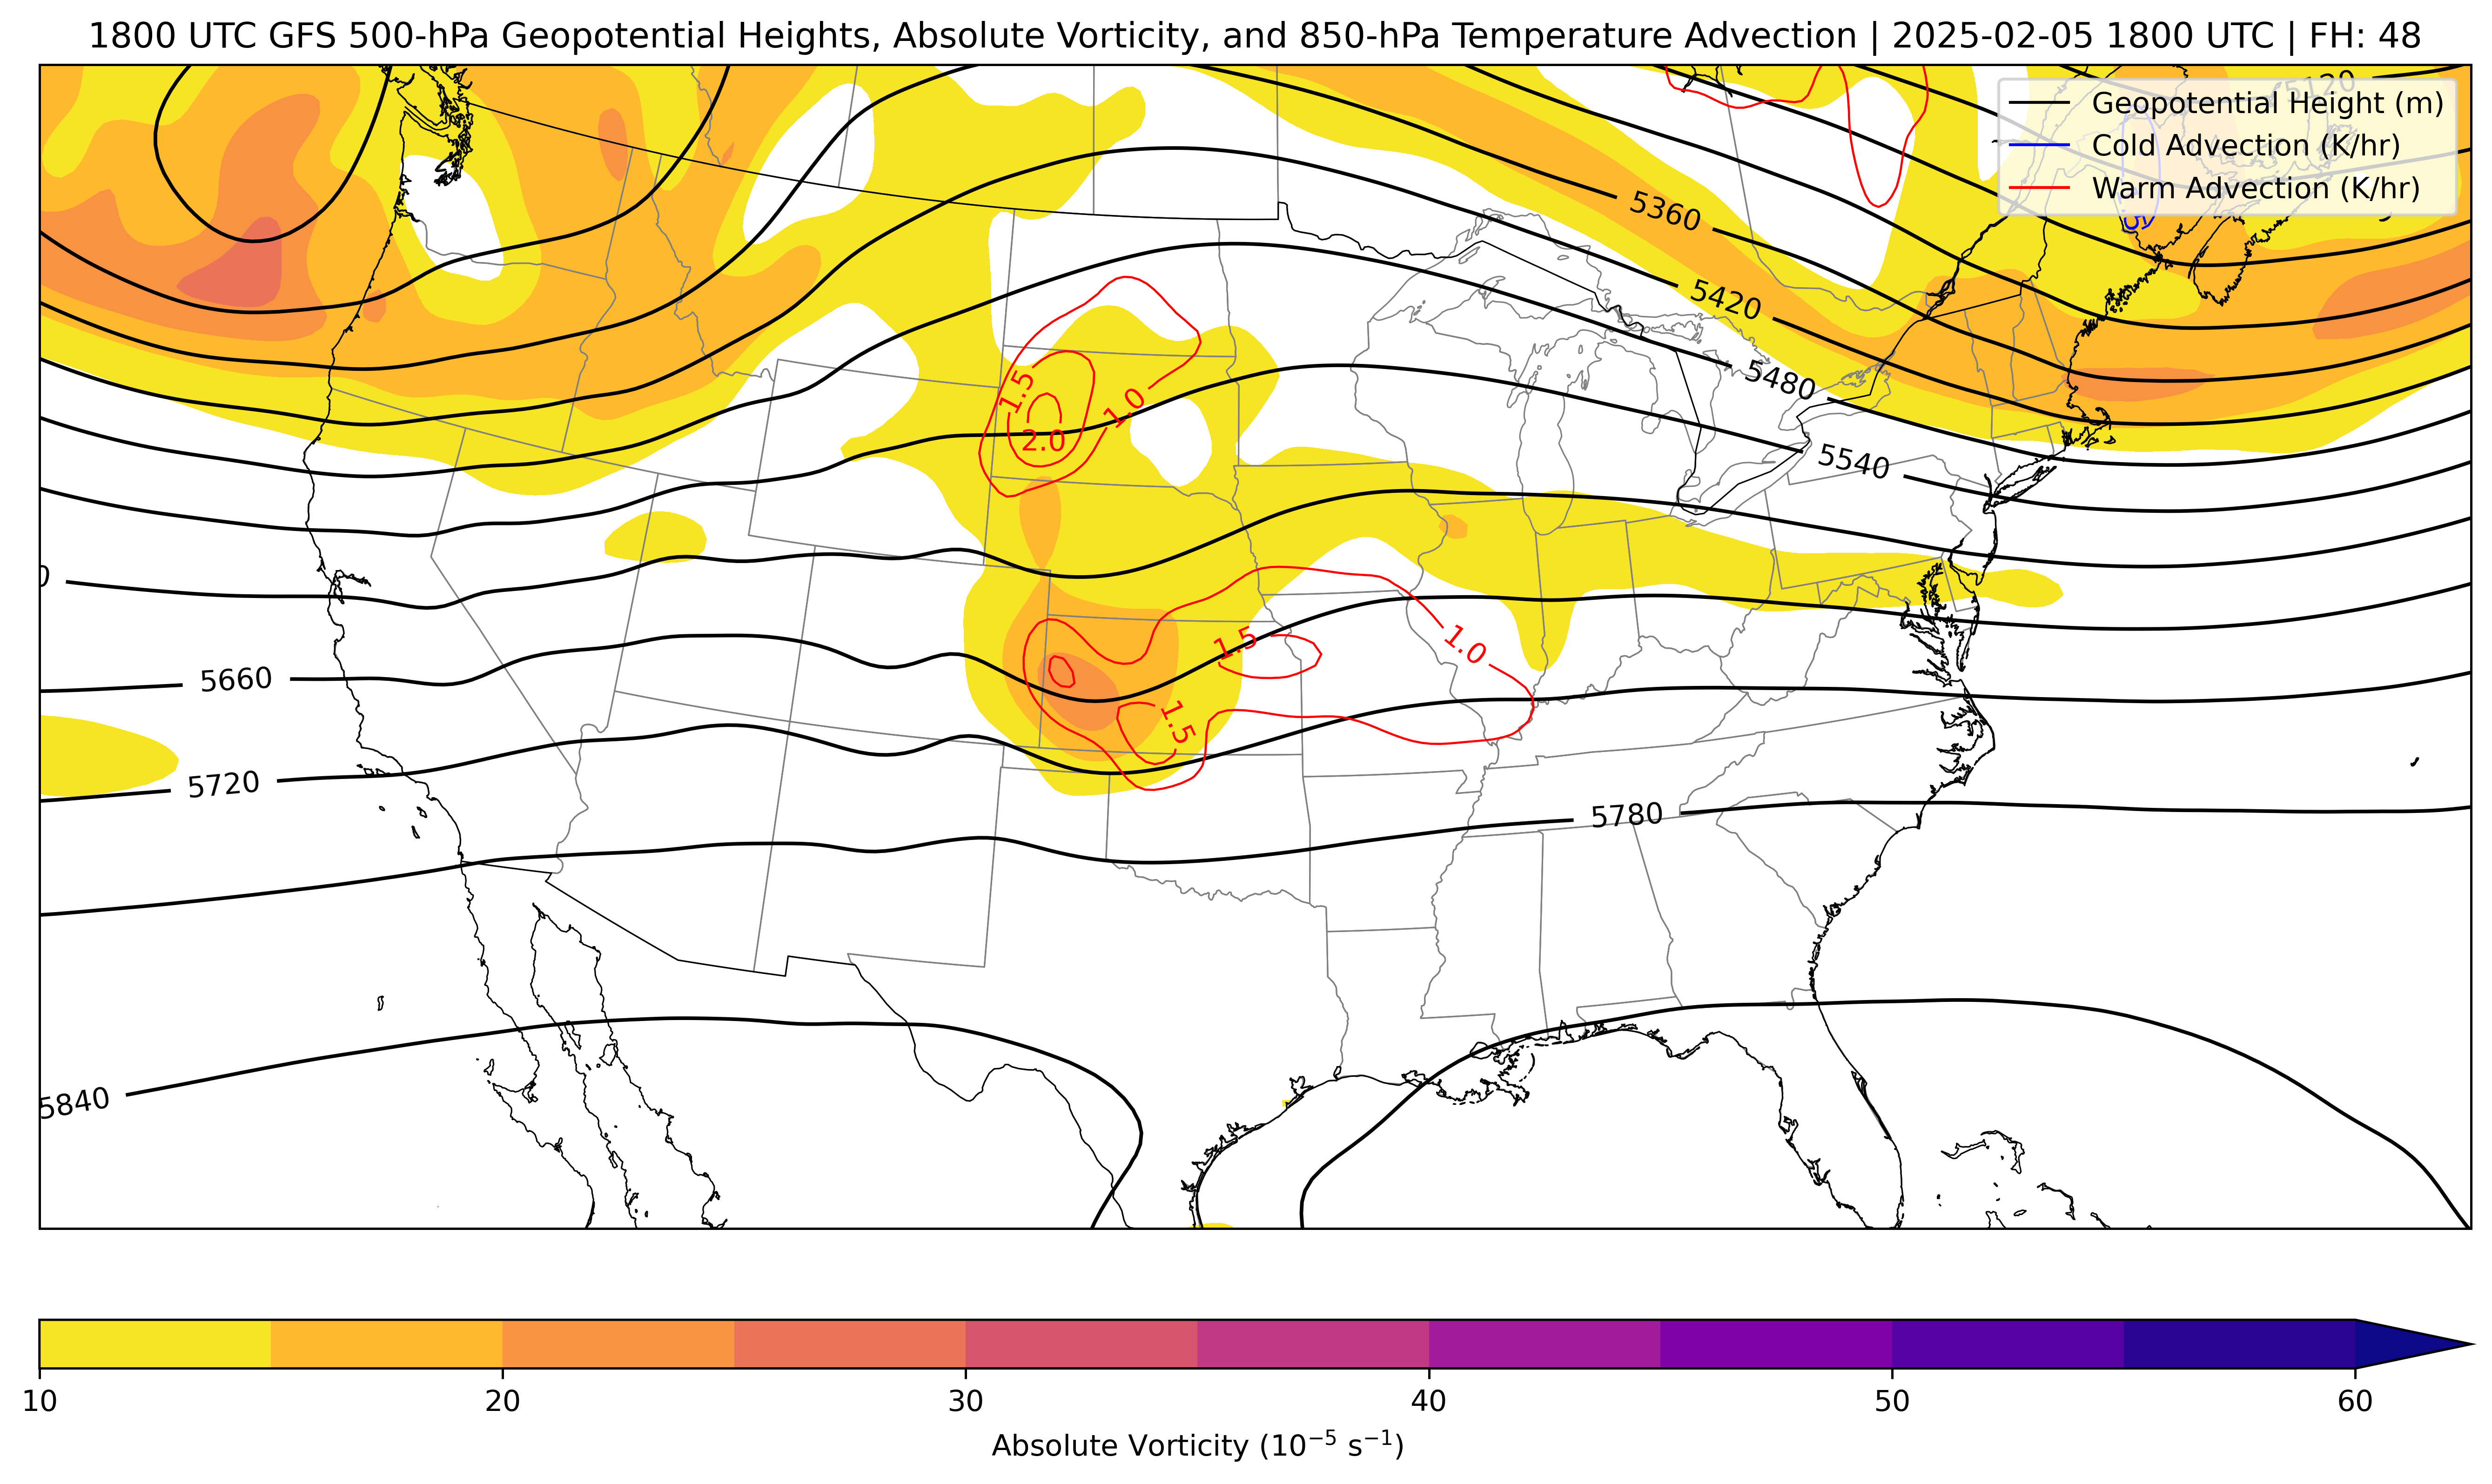 1800 UTC GFS 500-hPa Geopotential Heights, Absolute Vorticity, and 850-hPa Temperature Advection | 2025-02-05 1800 UTC | FH: 48
5120
Geopotential Height (m)
Cold Advection (K/hr)
Warm Advection (K/hr)
5360
5420
5480
1.5
1.0
2.0
5540
0
1.5
1.0
5660
1.5
5720
5780
5840
10 20 30 40 50 60
Absolute Vorticity (10⁻⁵ s⁻¹)